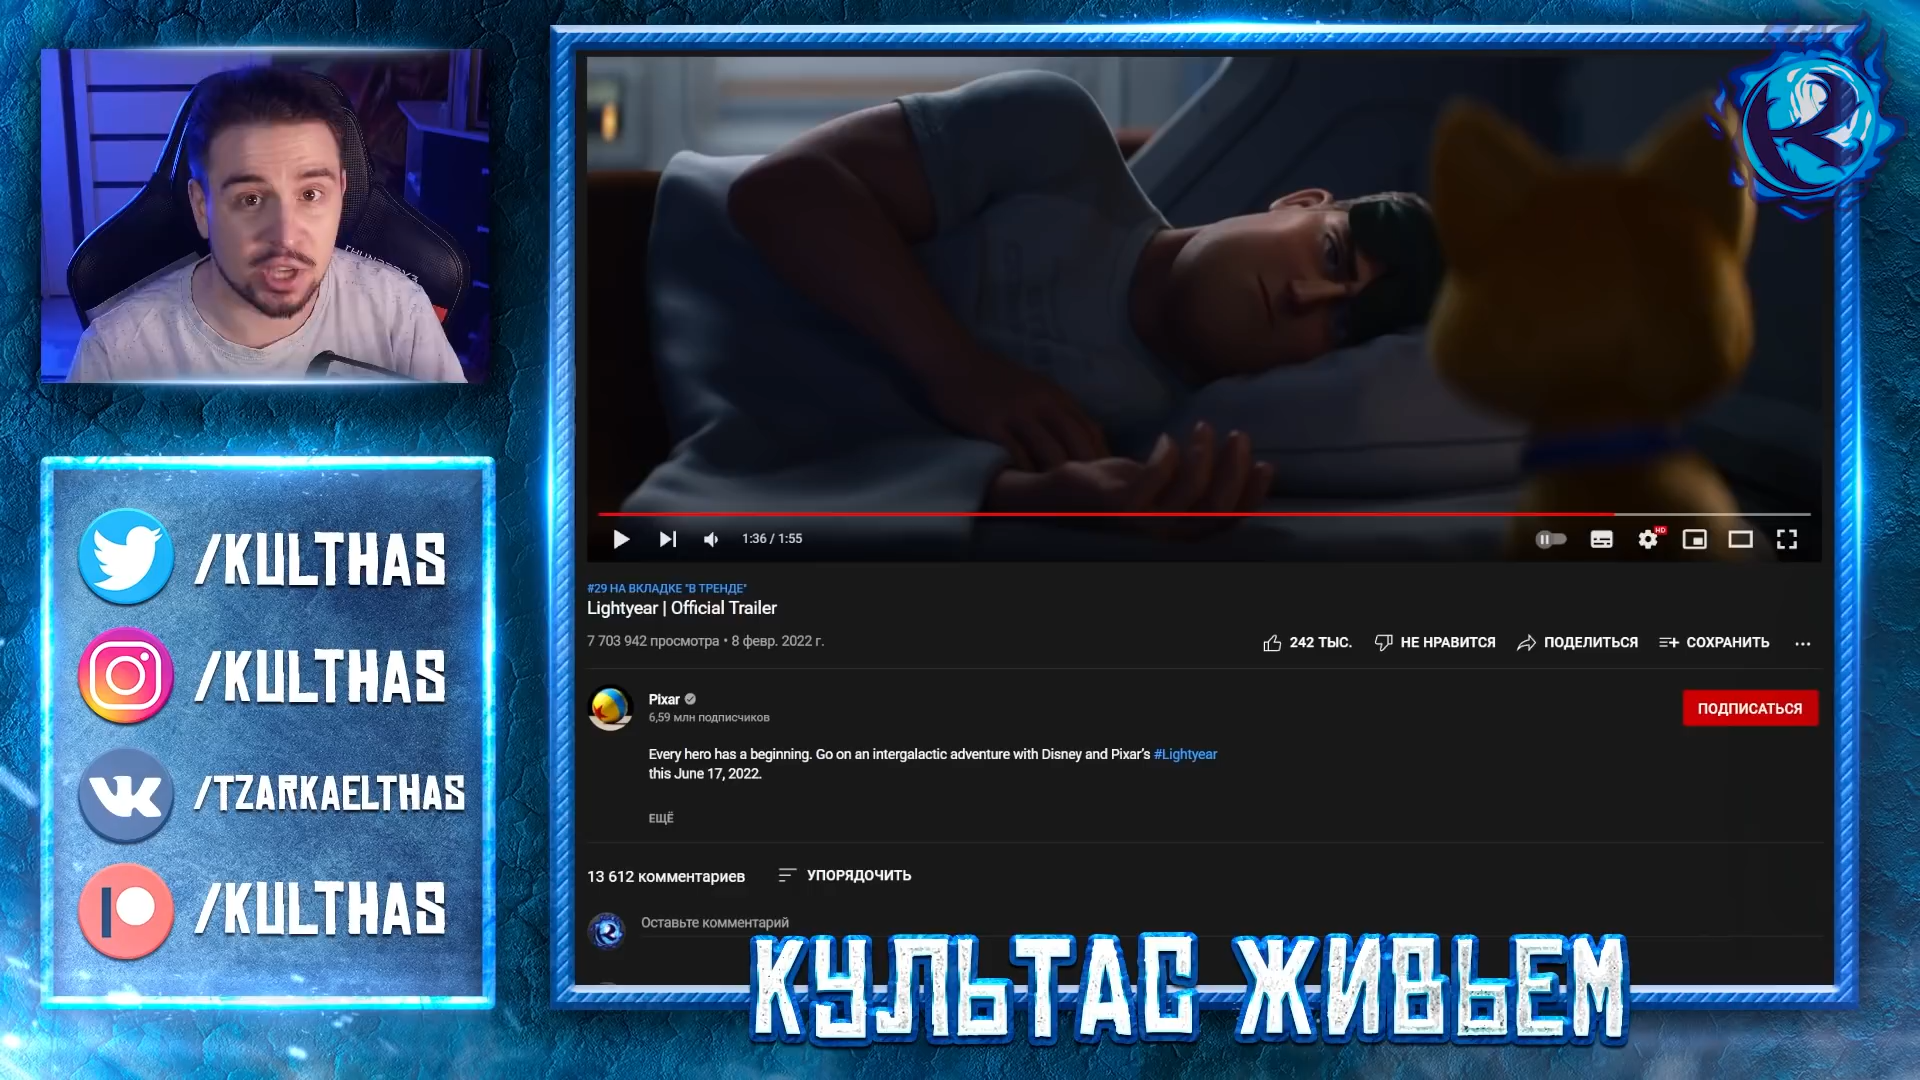 THUNDERX3
/KULTHAS
/KULTHAS
/TZARKAELTHAS
/KULTHAS
1:36 / 1:55
HD
#29 НА ВКЛАДКЕ "В ТРЕНДЕ"
Lightyear | Official Trailer
7 703 942 просмотра • 8 февр. 2022 г.
242 ТЫС.
НЕ НРАВИТСЯ
ПОДЕЛИТЬСЯ
СОХРАНИТЬ
Pixar
6,59 млн подписчиков
ПОДПИСАТЬСЯ
Every hero has a beginning. Go on an intergalactic adventure with Disney and Pixar’s #Lightyear
this June 17, 2022.
ЕЩЁ
13 612 комментариев
УПОРЯДОЧИТЬ
Оставьте комментарий
КУЛЬТАС ЖИВЬЕМ